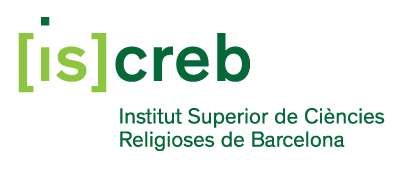 [is]creb
Institut Superior de Ciències
Religioses de Barcelona